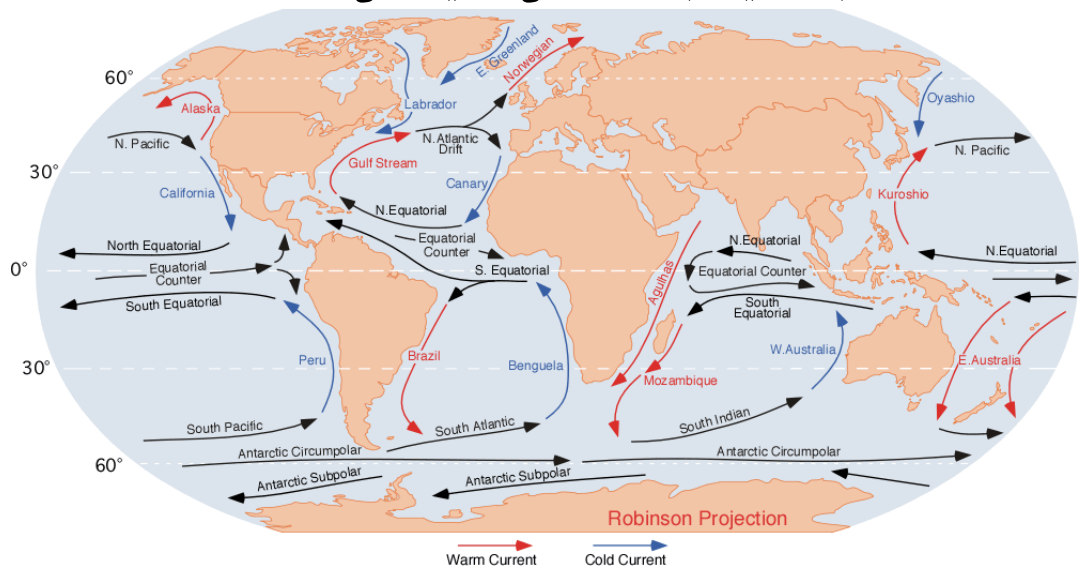 60°
E. Greenland
Norwegian
Alaska
Labrador
Oyashio
N. Pacific
N. Atlantic
Drift
N. Pacific
Gulf Stream
30°
California
Canary
Kuroshio
N.Equatorial
North Equatorial
Equatorial
Counter
N.Equatorial
N.Equatorial
0°
Equatorial
Counter
S. Equatorial
Agulhas
Equatorial Counter
South Equatorial
South
Equatorial
Peru
Brazil
Benguela
W.Australia
E.Australia
30°
Mozambique
South Pacific
South Atlantic
South Indian
Antarctic Circumpolar
Antarctic Circumpolar
60°
Antarctic Subpolar
Antarctic Subpolar
Robinson Projection
Warm Current
Cold Current